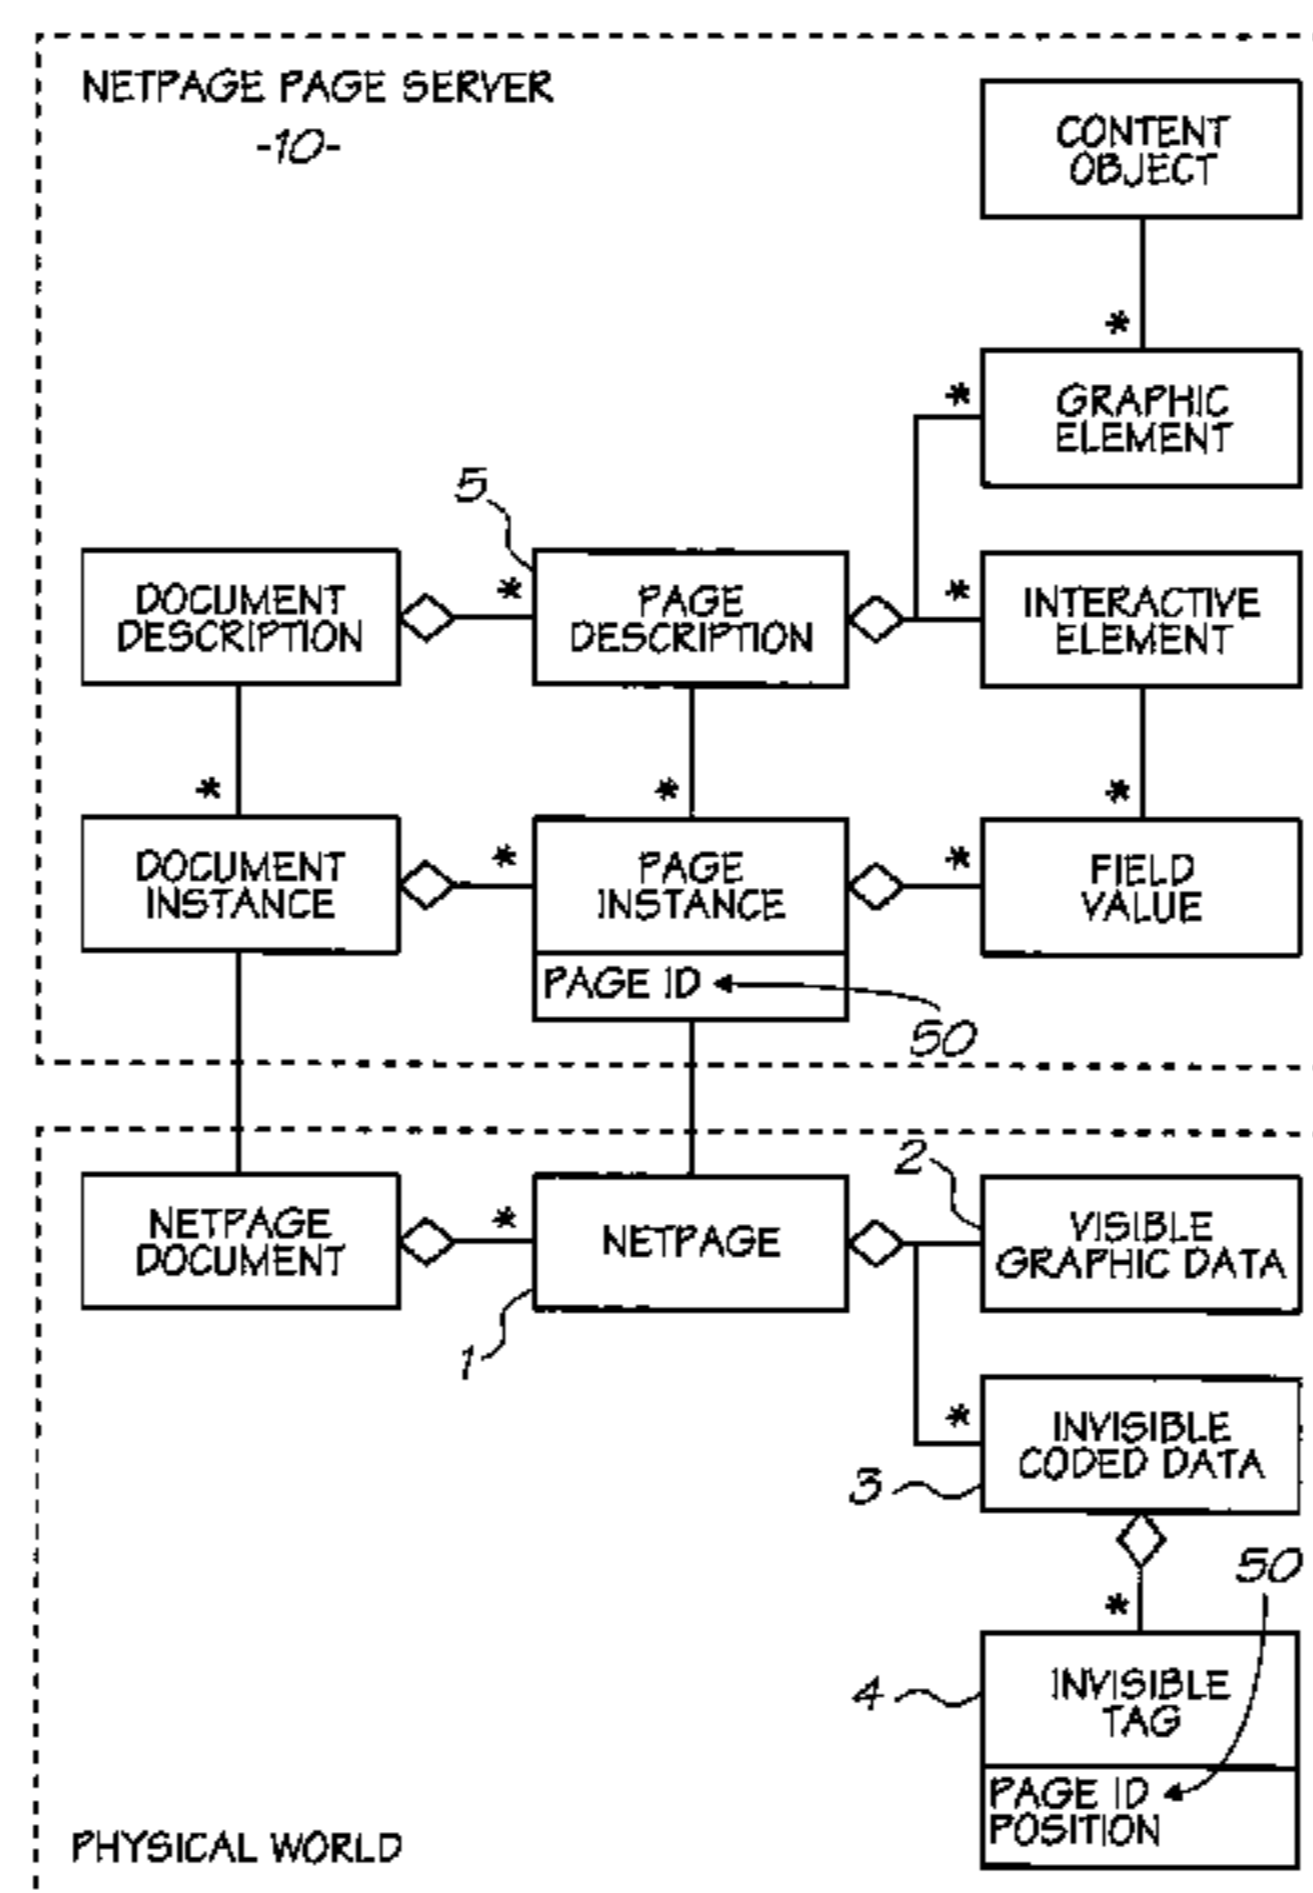 NETPAGE PAGE SERVER
-10-
CONTENT
OBJECT
*
*
GRAPHIC
ELEMENT
5
DOCUMENT
DESCRIPTION
*
PAGE
DESCRIPTION
*
INTERACTIVE
ELEMENT
*
*
*
DOCUMENT
INSTANCE
*
PAGE
INSTANCE
*
FIELD
VALUE
PAGE ID
50
2
NETPAGE
DOCUMENT
*
NETPAGE
VISIBLE
GRAPHIC DATA
1
*
INVISIBLE
CODED DATA
3
50
*
4
INVISIBLE
TAG
PAGE ID
POSITION
PHYSICAL WORLD